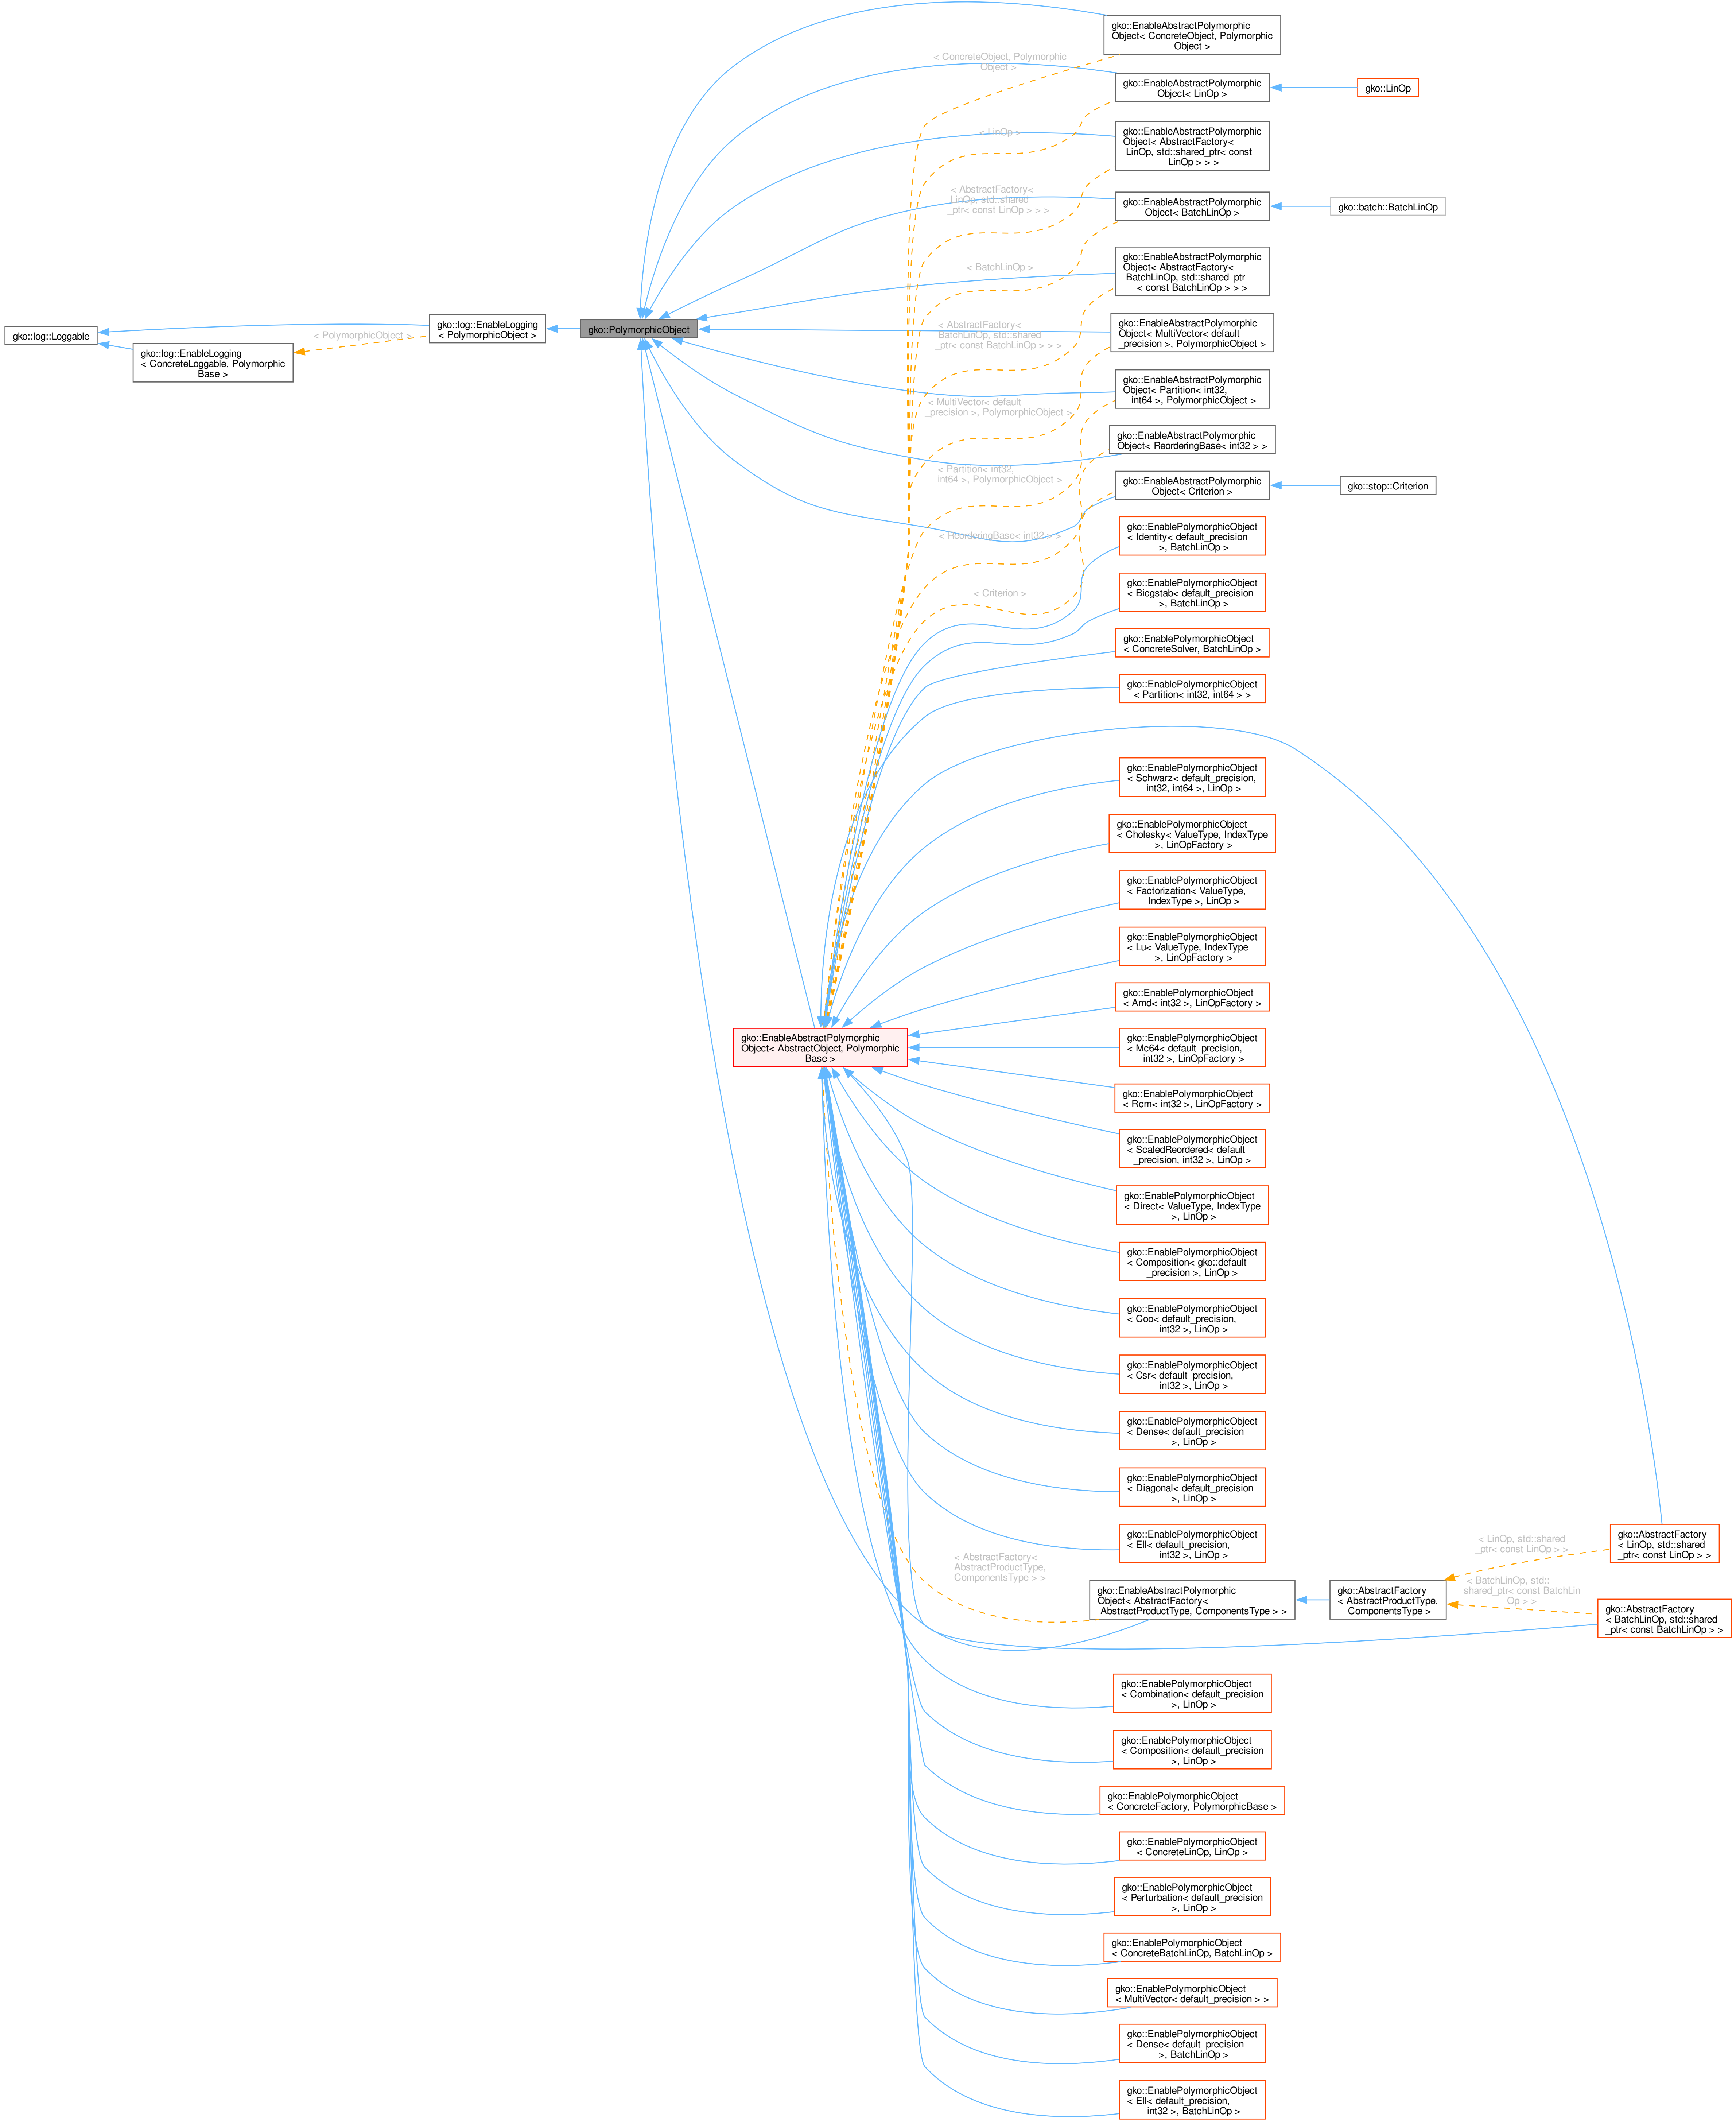 gko::log::Loggable
gko::log::EnableLogging
< ConcreteLoggable, Polymorphic
Base >
< PolymorphicObject >
gko::log::EnableLogging
< PolymorphicObject >
gko::PolymorphicObject
gko::EnableAbstractPolymorphic
Object< AbstractObject, Polymorphic
Base >
< ConcreteObject, Polymorphic
Object >
< LinOp >
< AbstractFactory<
LinOp, std::shared
_ptr< const LinOp > > >
< BatchLinOp >
< AbstractFactory<
BatchLinOp, std::shared
_ptr< const BatchLinOp > > >
< MultiVector< default
_precision >, PolymorphicObject >
< Partition< int32,
int64 >, PolymorphicObject >
< ReorderingBase< int32 > >
< Criterion >
< AbstractFactory<
AbstractProductType,
ComponentsType > >
gko::EnableAbstractPolymorphic
Object< ConcreteObject, Polymorphic
Object >
gko::EnableAbstractPolymorphic
Object< LinOp >
gko::LinOp
gko::EnableAbstractPolymorphic
Object< AbstractFactory<
LinOp, std::shared_ptr< const
LinOp > > >
gko::EnableAbstractPolymorphic
Object< BatchLinOp >
gko::batch::BatchLinOp
gko::EnableAbstractPolymorphic
Object< AbstractFactory<
BatchLinOp, std::shared_ptr
< const BatchLinOp > > >
gko::EnableAbstractPolymorphic
Object< MultiVector< default
_precision >, PolymorphicObject >
gko::EnableAbstractPolymorphic
Object< Partition< int32,
int64 >, PolymorphicObject >
gko::EnableAbstractPolymorphic
Object< ReorderingBase< int32 > >
gko::EnableAbstractPolymorphic
Object< Criterion >
gko::stop::Criterion
gko::EnablePolymorphicObject
< Identity< default_precision
>, BatchLinOp >
gko::EnablePolymorphicObject
< Bicgstab< default_precision
>, BatchLinOp >
gko::EnablePolymorphicObject
< ConcreteSolver, BatchLinOp >
gko::EnablePolymorphicObject
< Partition< int32, int64 > >
gko::EnablePolymorphicObject
< Schwarz< default_precision,
int32, int64 >, LinOp >
gko::EnablePolymorphicObject
< Cholesky< ValueType, IndexType
>, LinOpFactory >
gko::EnablePolymorphicObject
< Factorization< ValueType,
IndexType >, LinOp >
gko::EnablePolymorphicObject
< Lu< ValueType, IndexType
>, LinOpFactory >
gko::EnablePolymorphicObject
< Amd< int32 >, LinOpFactory >
gko::EnablePolymorphicObject
< Mc64< default_precision,
int32 >, LinOpFactory >
gko::EnablePolymorphicObject
< Rcm< int32 >, LinOpFactory >
gko::EnablePolymorphicObject
< ScaledReordered< default
_precision, int32 >, LinOp >
gko::EnablePolymorphicObject
< Direct< ValueType, IndexType
>, LinOp >
gko::EnablePolymorphicObject
< Composition< gko::default
_precision >, LinOp >
gko::EnablePolymorphicObject
< Coo< default_precision,
int32 >, LinOp >
gko::EnablePolymorphicObject
< Csr< default_precision,
int32 >, LinOp >
gko::EnablePolymorphicObject
< Dense< default_precision
>, LinOp >
gko::EnablePolymorphicObject
< Diagonal< default_precision
>, LinOp >
gko::EnablePolymorphicObject
< Ell< default_precision,
int32 >, LinOp >
gko::EnableAbstractPolymorphic
Object< AbstractFactory<
AbstractProductType, ComponentsType > >
gko::AbstractFactory
< AbstractProductType,
ComponentsType >
< LinOp, std::shared
_ptr< const LinOp > >
< BatchLinOp, std::
shared_ptr< const BatchLin
Op > >
gko::AbstractFactory
< LinOp, std::shared
_ptr< const LinOp > >
gko::AbstractFactory
< BatchLinOp, std::shared
_ptr< const BatchLinOp > >
gko::EnablePolymorphicObject
< Combination< default_precision
>, LinOp >
gko::EnablePolymorphicObject
< Composition< default_precision
>, LinOp >
gko::EnablePolymorphicObject
< ConcreteFactory, PolymorphicBase >
gko::EnablePolymorphicObject
< ConcreteLinOp, LinOp >
gko::EnablePolymorphicObject
< Perturbation< default_precision
>, LinOp >
gko::EnablePolymorphicObject
< ConcreteBatchLinOp, BatchLinOp >
gko::EnablePolymorphicObject
< MultiVector< default_precision > >
gko::EnablePolymorphicObject
< Dense< default_precision
>, BatchLinOp >
gko::EnablePolymorphicObject
< Ell< default_precision,
int32 >, BatchLinOp >